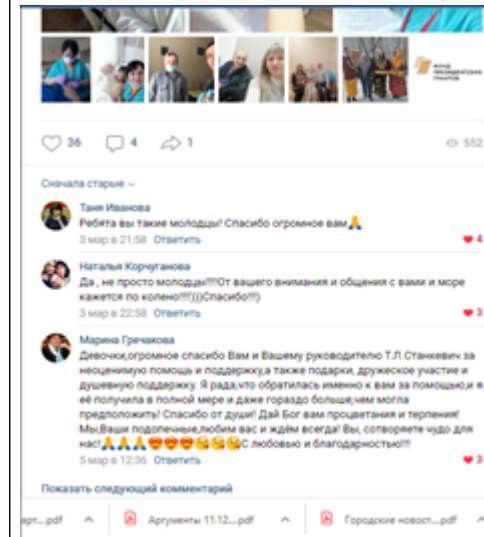 ФОНД
ПРЕЗИДЕНТСКИХ
ГРАНТОВ
36 4 1 552
Сначала старые
Таня Иванова
Ребята вы такие молодцы! Спасибо огромное вам🙏
3 мар в 21:58 Ответить 4
Наталья Корчуганова
Да , не просто молодцы!!!!От вашего внимания и общения с вами и море
кажется по колено!!!!)))Спасибо!!!)
3 мар в 22:58 Ответить 3
Марина Гречакова
Девочки,огромное спасибо Вам и Вашему руководителю Т.Л.Станкевич за
неоценимую помощь и поддержку,а также подарки, дружеское участие и
душевную поддержку. Я рада,что обратилась именно к вам за помощью,и я
её получила в полной мере и даже гораздо больше,чем могла
предположить! Спасибо от души! Дай Бог вам процветания и терпения!
Мы,Ваши подопечные,любим вас и ждём всегда! Вы, сотворяете чудо для
нас!🙏🙏🙏😍😍😍😘😘😘С любовью и благодарностью!!!
5 мар в 12:36 Ответить 3
Показать следующий комментарий
арт....pdf Аргументы 11.12....pdf Городские новост....pdf